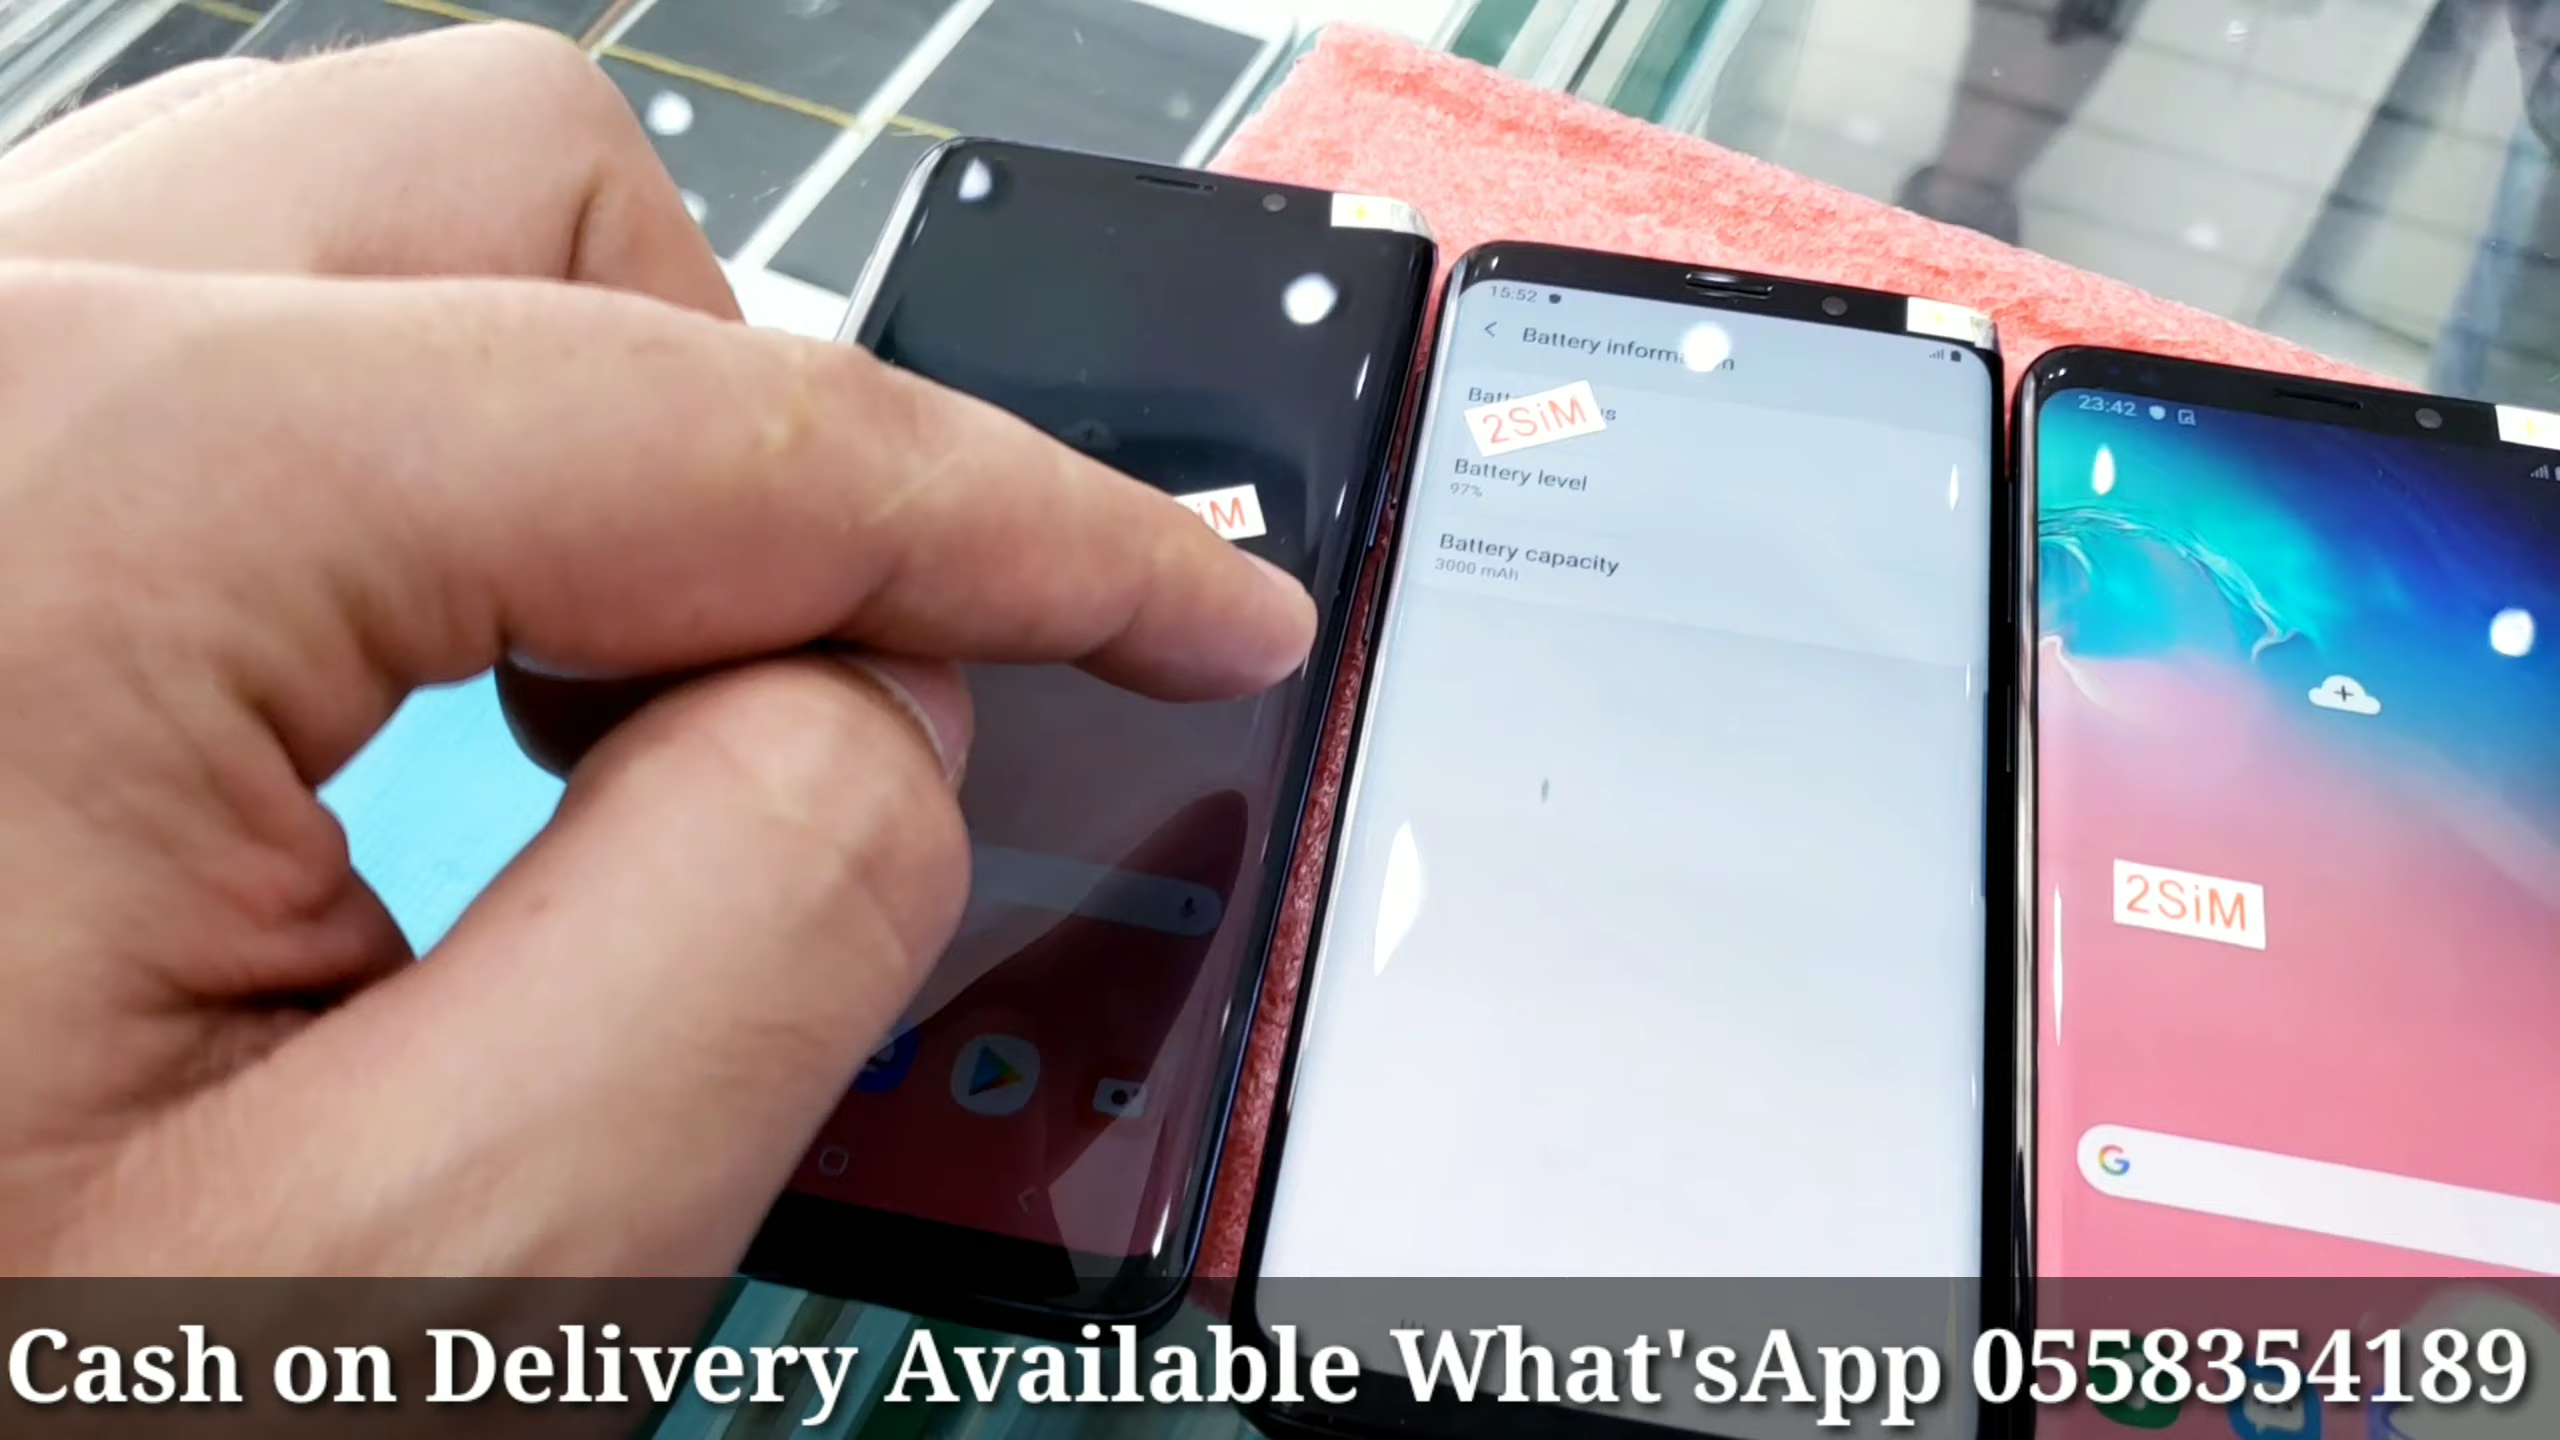 15:52
Battery information
2SiM
Battery level
97%
Battery capacity
3000 mAh
23:42
2SiM
G
Cash on Delivery Available What'sApp 0558354189